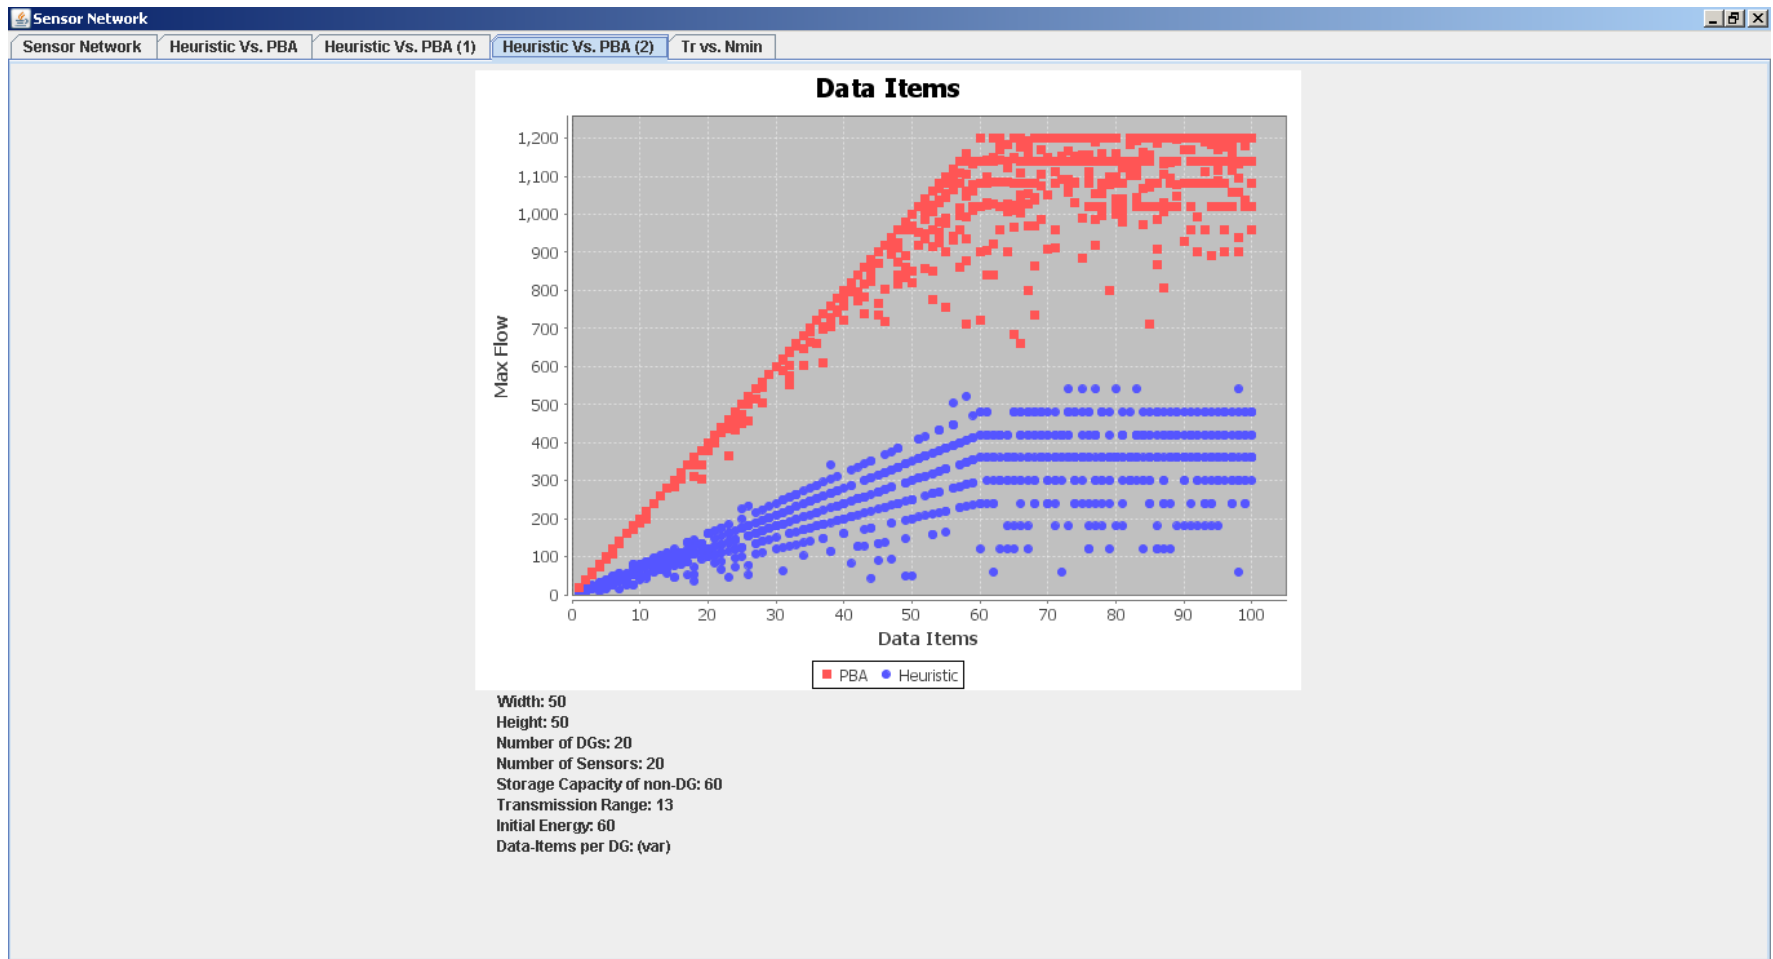 Sensor Network
Sensor Network Heuristic Vs. PBA Heuristic Vs. PBA (1) Heuristic Vs. PBA (2) Tr vs. Nmin
Data Items
1,200
1,100
1,000
900
800
700
600
500
400
300
200
100
0
Max Flow
0 10 20 30 40 50 60 70 80 90 100
Data Items
PBA Heuristic
Width: 50
Height: 50
Number of DGs: 20
Number of Sensors: 20
Storage Capacity of non-DG: 60
Transmission Range: 13
Initial Energy: 60
Data-Items per DG: (var)